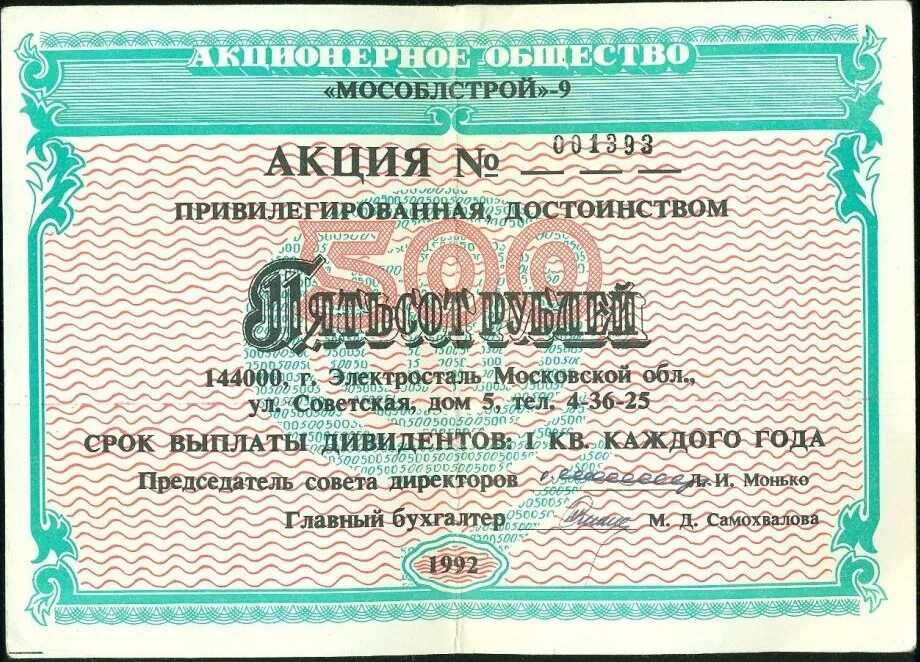 АКЦИОНЕРНОЕ ОБЩЕСТВО
«МОСОБЛСТРОЙ»-9
АКЦИЯ № 001393
ПРИВИЛЕГИРОВАННАЯ, ДОСТОИНСТВОМ
500
ПЯТЬСОТ РУБЛЕЙ
144000, г. Электросталь Московской обл.,
ул. Советская, дом 5, тел. 4-36-25
СРОК ВЫПЛАТЫ ДИВИДЕНТОВ: I КВ. КАЖДОГО ГОДА
Председатель совета директоров Л. И. Монько
Главный бухгалтер М. Д. Самохвалова
1992